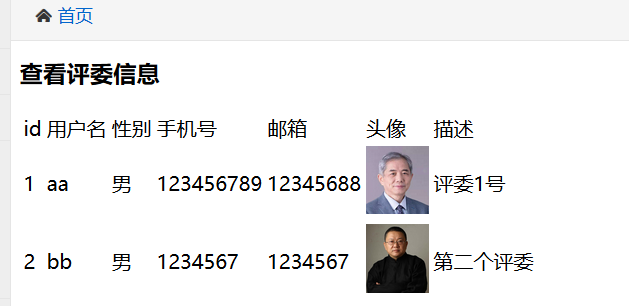 首页
查看评委信息
id 用户名 性别 手机号 邮箱 头像 描述
1 aa 男 123456789 12345688 评委1号
2 bb 男 1234567 1234567 第二个评委